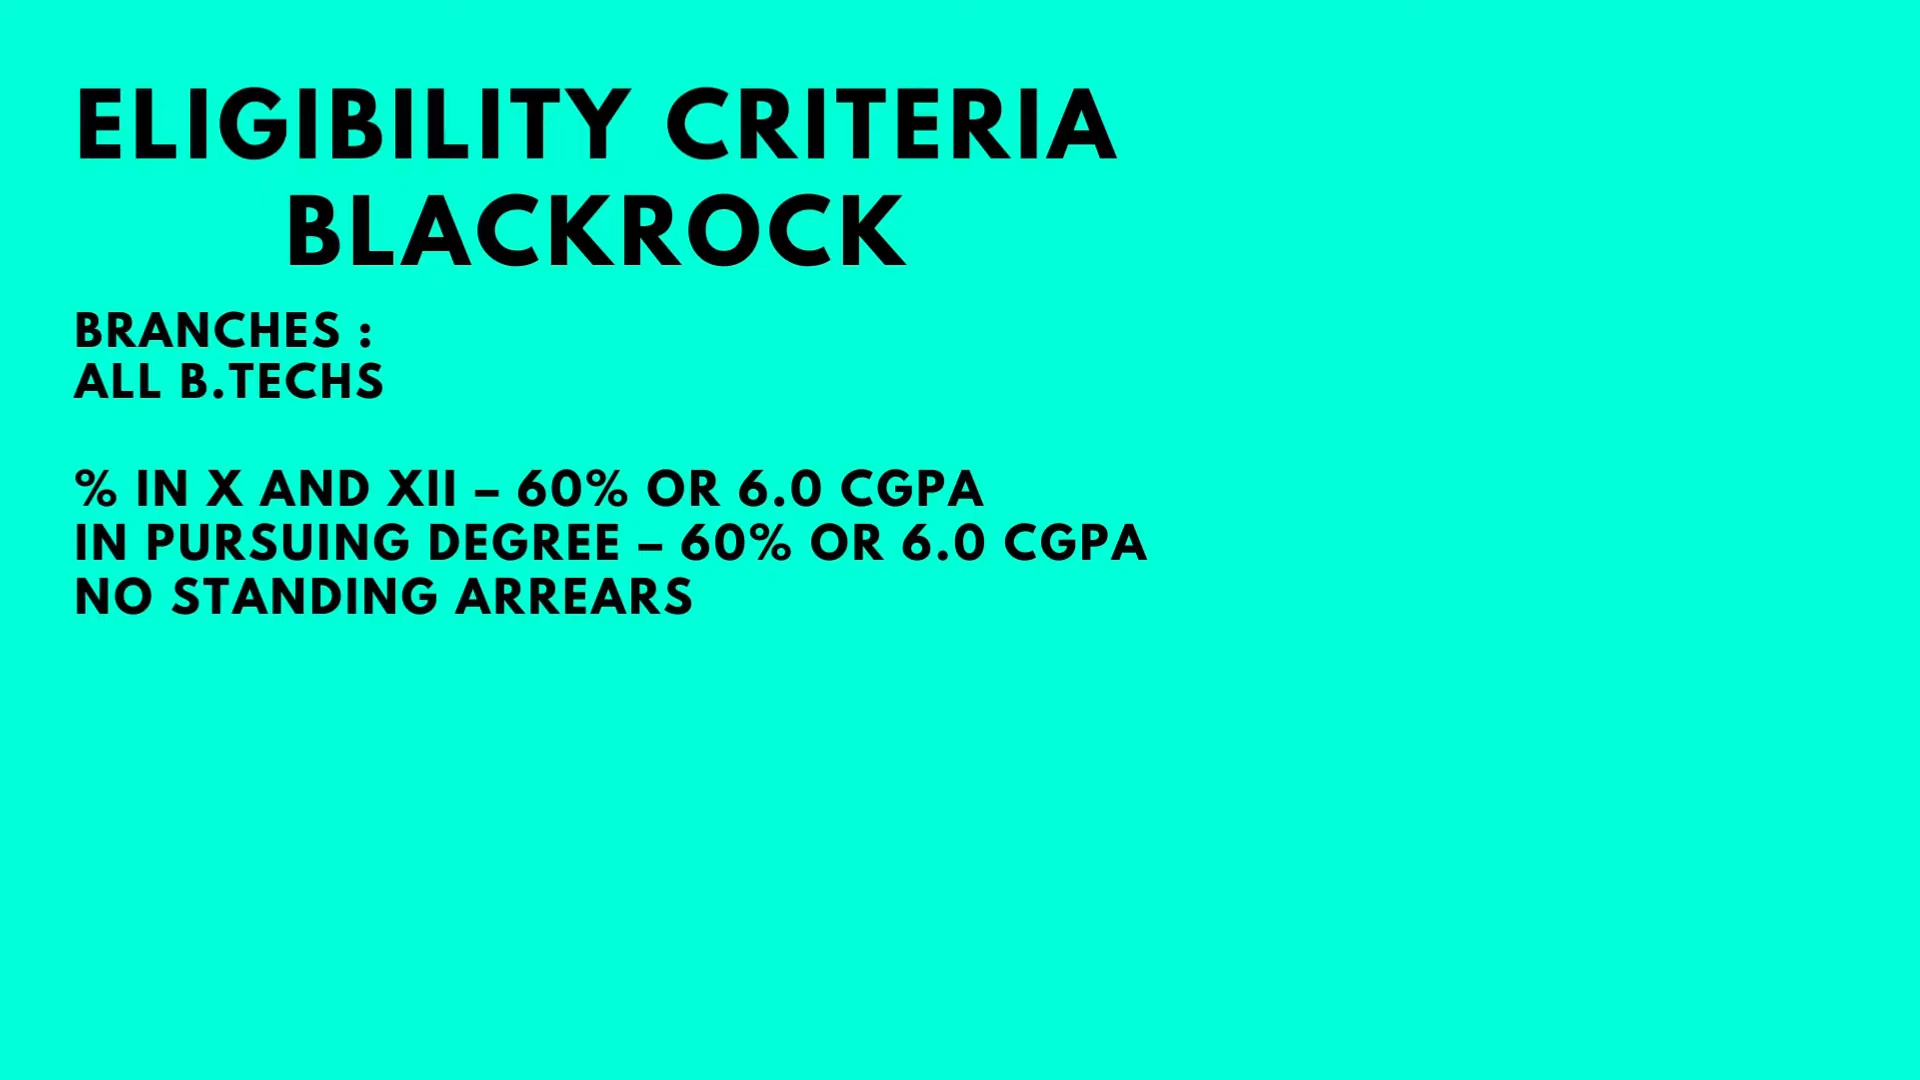 ELIGIBILITY CRITERIA
BLACKROCK
BRANCHES :
ALL B.TECHS
% IN X AND XII – 60% OR 6.0 CGPA
IN PURSUING DEGREE – 60% OR 6.0 CGPA
NO STANDING ARREARS